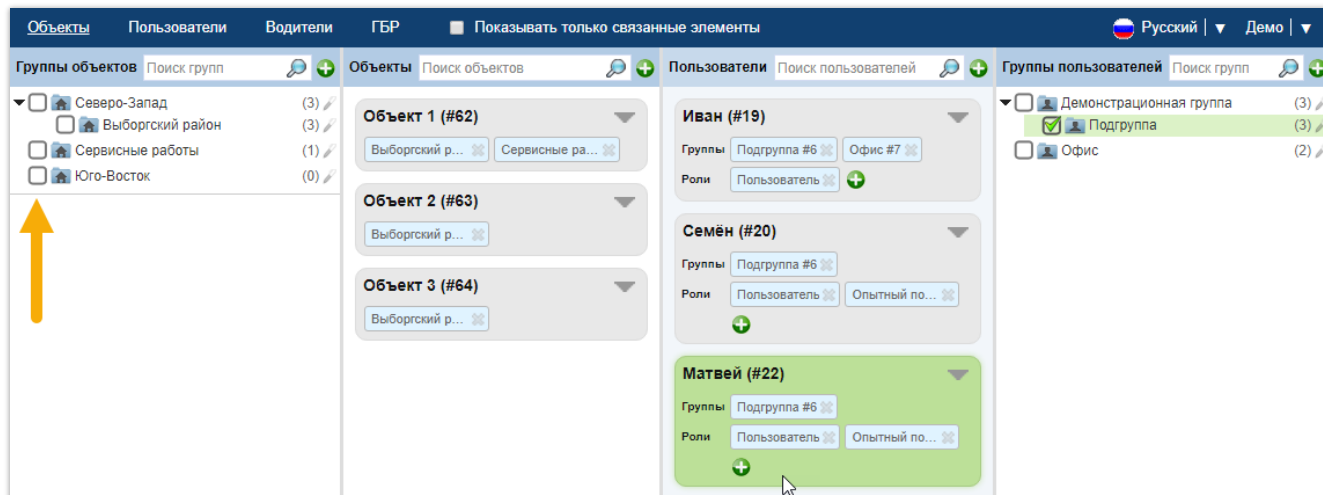 Объекты Пользователи Водители ГБР Показывать только связанные элементы Русский | ▼ Демо | ▼
Группы объектов Поиск групп
Северо-Запад (3)
Выборгский район (3)
Сервисные работы (1)
Юго-Восток (0)
Объекты Поиск объектов
Объект 1 (#62)
Выборгский р... Сервисные ра...
Объект 2 (#63)
Выборгский р...
Объект 3 (#64)
Выборгский р...
Пользователи Поиск пользователей
Иван (#19)
Группы Подгруппа #6 Офис #7
Роли Пользователь
Семён (#20)
Группы Подгруппа #6
Роли Пользователь Опытный по...
Матвей (#22)
Группы Подгруппа #6
Роли Пользователь Опытный по...
Группы пользователей Поиск групп
Демонстрационная группа (3)
Подгруппа (3)
Офис (2)